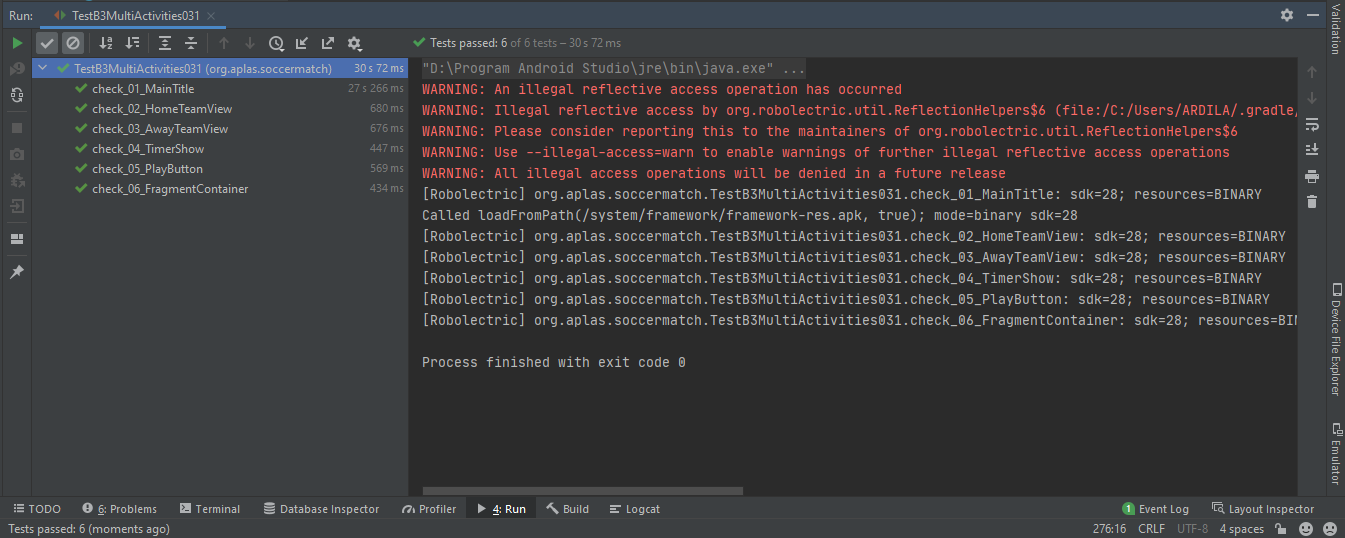 Run: TestB3MultiActivities031
Tests passed: 6 of 6 tests – 30 s 72 ms
TestB3MultiActivities031 (org.aplas.soccermatch) 30 s 72 ms
check_01_MainTitle 27 s 266 ms
check_02_HomeTeamView 680 ms
check_03_AwayTeamView 676 ms
check_04_TimerShow 447 ms
check_05_PlayButton 569 ms
check_06_FragmentContainer 434 ms
"D:\Program Android Studio\jre\bin\java.exe" ...
WARNING: An illegal reflective access operation has occurred
WARNING: Illegal reflective access by org.robolectric.util.ReflectionHelpers$6 (file:/C:/Users/ARDILA/.gradle/
WARNING: Please consider reporting this to the maintainers of org.robolectric.util.ReflectionHelpers$6
WARNING: Use --illegal-access=warn to enable warnings of further illegal reflective access operations
WARNING: All illegal access operations will be denied in a future release
[Robolectric] org.aplas.soccermatch.TestB3MultiActivities031.check_01_MainTitle: sdk=28; resources=BINARY
Called loadFromPath(/system/framework/framework-res.apk, true); mode=binary sdk=28
[Robolectric] org.aplas.soccermatch.TestB3MultiActivities031.check_02_HomeTeamView: sdk=28; resources=BINARY
[Robolectric] org.aplas.soccermatch.TestB3MultiActivities031.check_03_AwayTeamView: sdk=28; resources=BINARY
[Robolectric] org.aplas.soccermatch.TestB3MultiActivities031.check_04_TimerShow: sdk=28; resources=BINARY
[Robolectric] org.aplas.soccermatch.TestB3MultiActivities031.check_05_PlayButton: sdk=28; resources=BINARY
[Robolectric] org.aplas.soccermatch.TestB3MultiActivities031.check_06_FragmentContainer: sdk=28; resources=BIN
Process finished with exit code 0
Validation
Device File Explorer
Emulator
TODO 6: Problems Terminal Database Inspector Profiler 4: Run Build Logcat 1 Event Log Layout Inspector
Tests passed: 6 (moments ago) 276:16 CRLF UTF-8 4 spaces